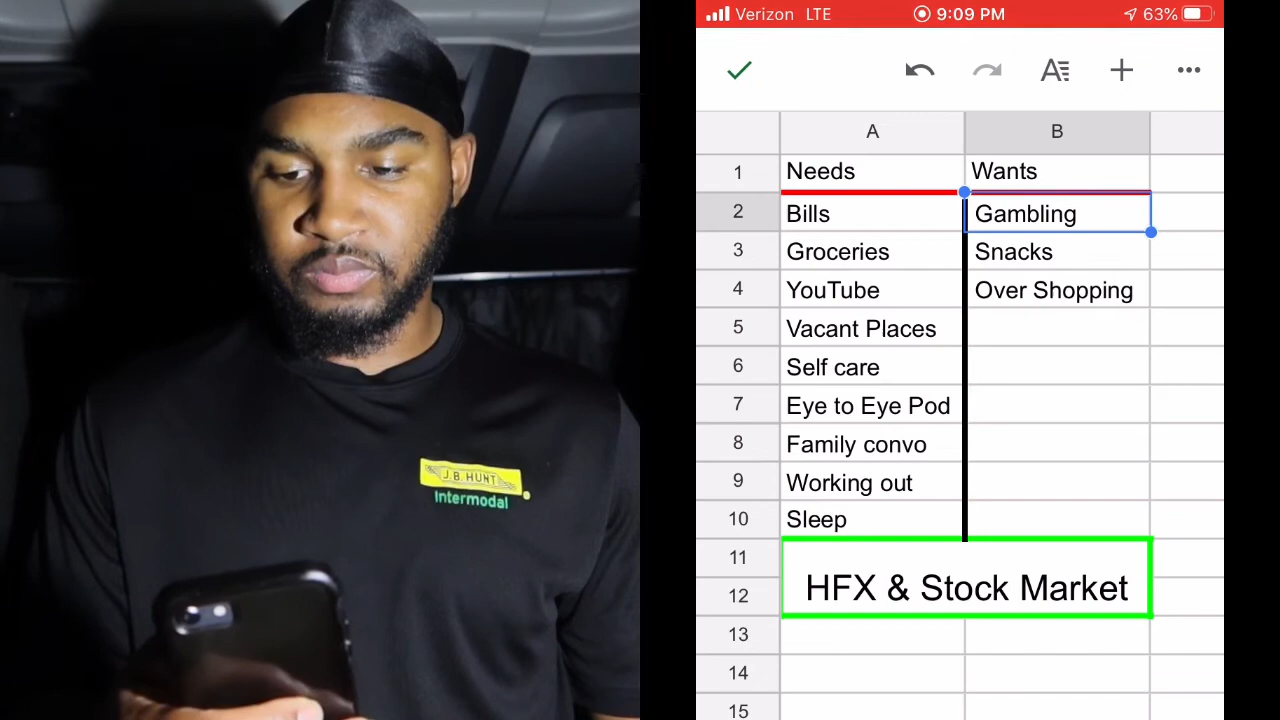 J.B. HUNT
Intermodal
Verizon LTE 9:09 PM 63%
A B
1 Needs Wants
2 Bills Gambling
3 Groceries Snacks
4 YouTube Over Shopping
5 Vacant Places
6 Self care
7 Eye to Eye Pod
8 Family convo
9 Working out
10 Sleep
11
HFX & Stock Market
12
13
14
15